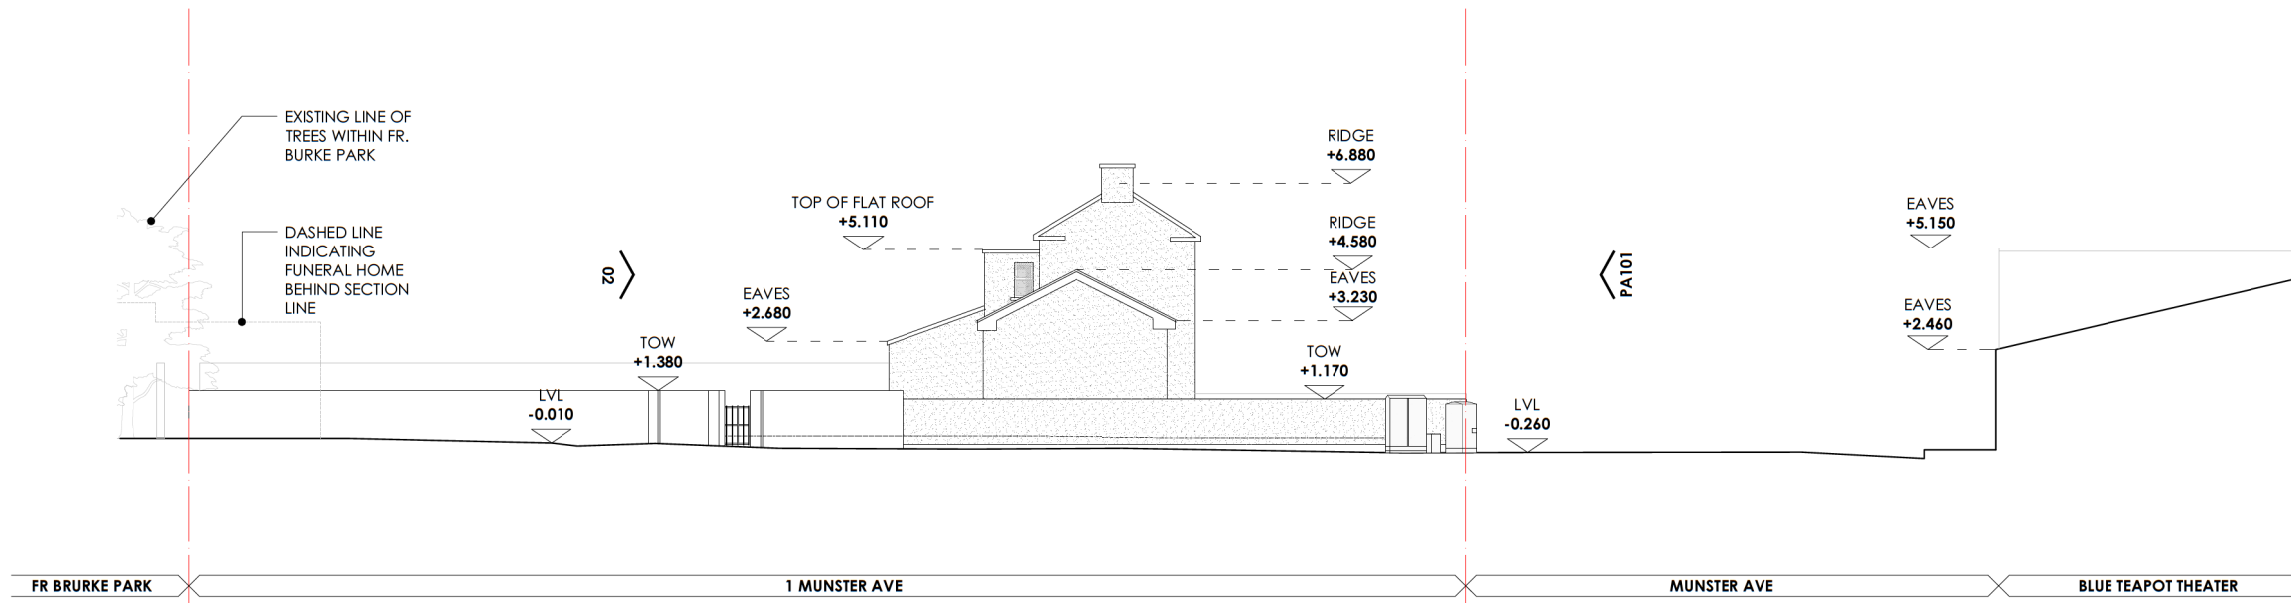 EXISTING LINE OF
TREES WITHIN FR.
BURKE PARK
DASHED LINE
INDICATING
FUNERAL HOME
BEHIND SECTION
LINE
02
TOP OF FLAT ROOF
+5.110
EAVES
+2.680
TOW
+1.380
LVL
-0.010
RIDGE
+6.880
RIDGE
+4.580
EAVES
+3.230
TOW
+1.170
LVL
-0.260
PA101
EAVES
+5.150
EAVES
+2.460
FR BRURKE PARK
1 MUNSTER AVE
MUNSTER AVE
BLUE TEAPOT THEATER